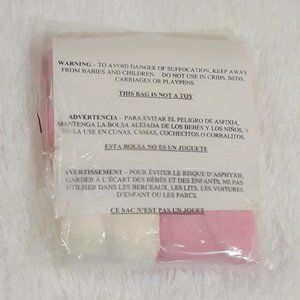 WARNING – TO AVOID DANGER OF SUFFOCATION, KEEP AWAY
FROM BABIES AND CHILDREN. DO NOT USE IN CRIBS, BEDS,
CARRIAGES OR PLAYPENS.
THIS BAG IS NOT A TOY
ADVERTENCIA – PARA EVITAR EL PELIGRO DE ASFIXIA,
MANTENGA LA BOLSA ALEJADA DE LOS BEBÉS Y LOS NIÑOS, Y
NO LA USE EN CUNAS, CAMAS, COCHECITOS O CORRALITOS
ESTA BOLSA NO ES UN JUGUETE
AVERTISSEMENT – POUR ÉVITER LE RISQUE D'ASPHYXIE,
GARDER A L'ÉCART DES BÉBÉS ET DES ENFANTS, NE PAS
UTILISER DANS LES BERCEAUX, LES LITS, LES VOITURES
D'ENFANT OU LES PARCS
CE SAC N'EST PAS UN JOUET